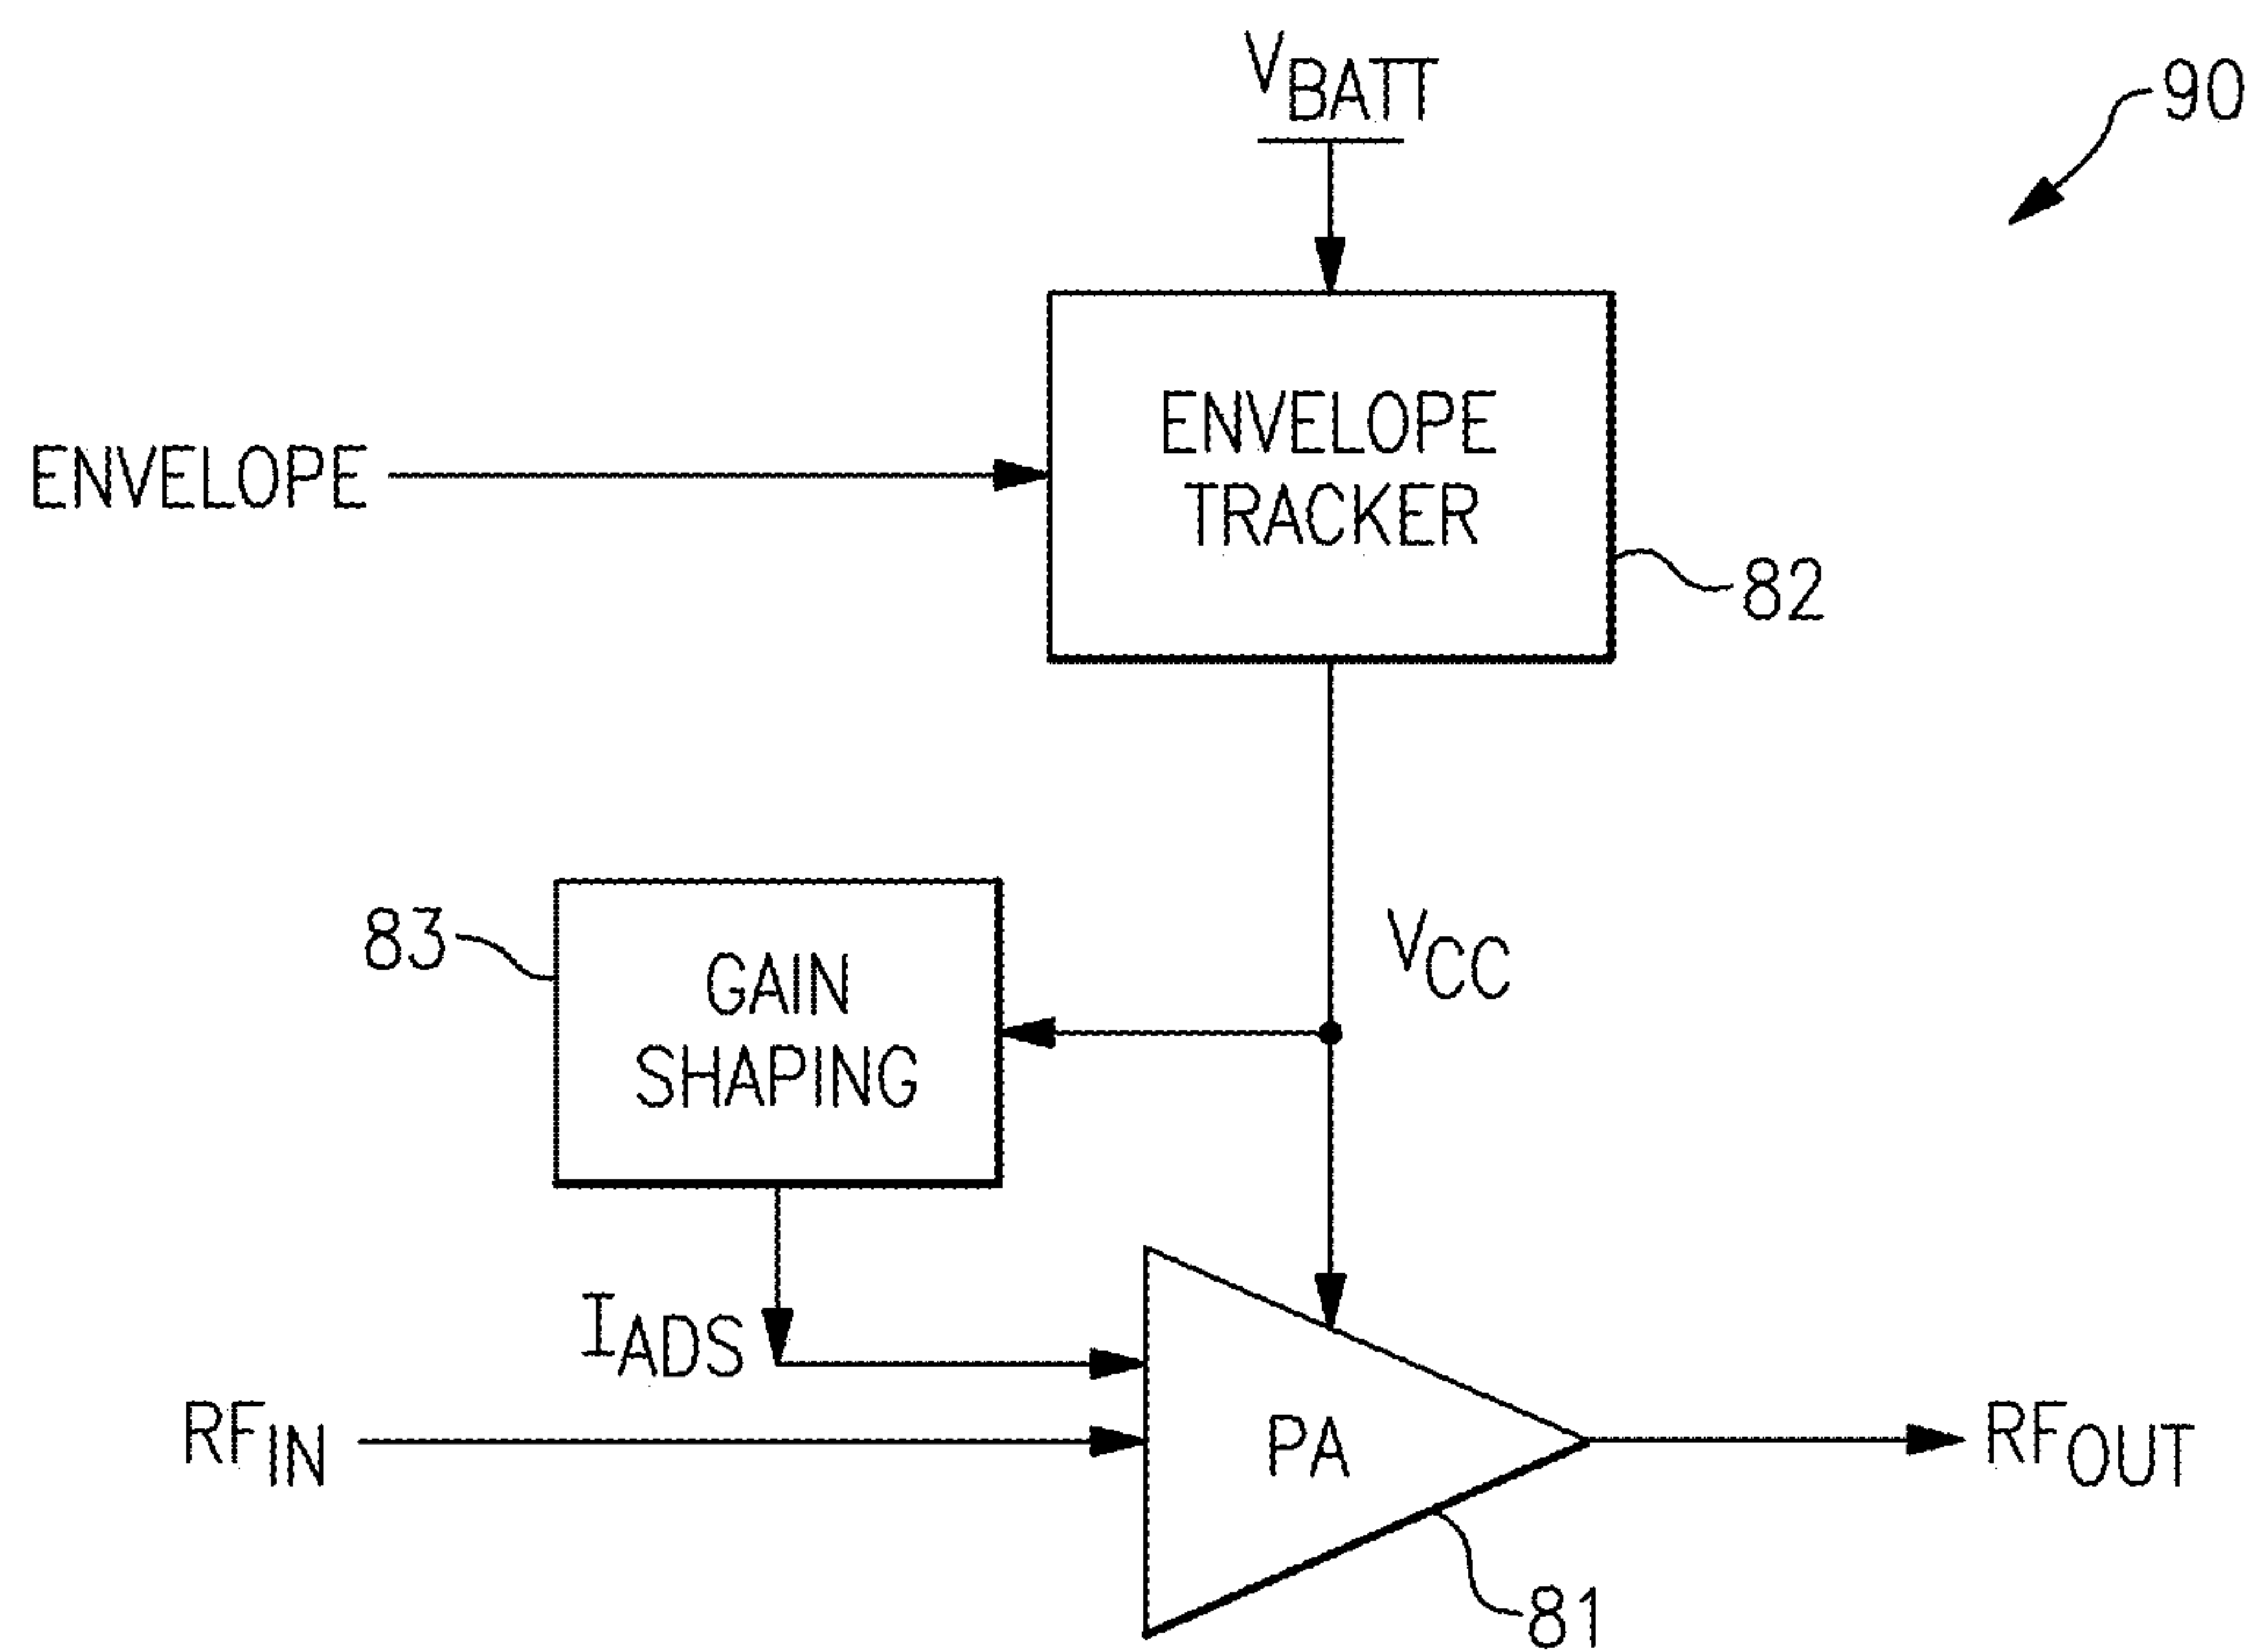 VBATT
90
ENVELOPE
ENVELOPE
TRACKER
82
83
GAIN
SHAPING
VCC
IADS
RFIN
PA
RFOUT
81